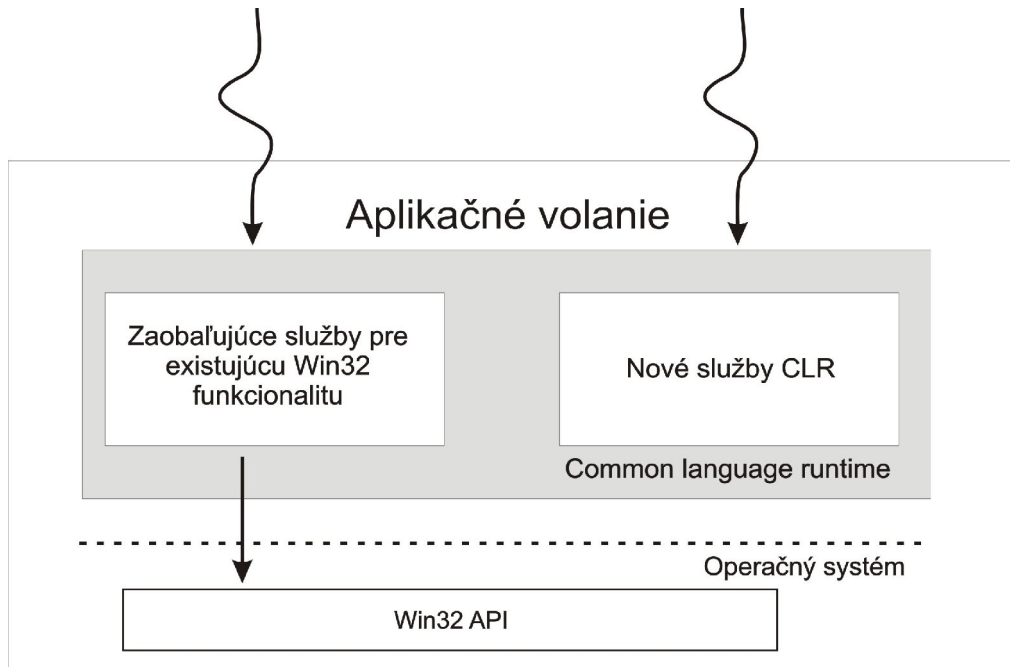 Aplikačné volanie
Zaobaľujúce služby pre
existujúcu Win32
funkcionalitu
Nové služby CLR
Common language runtime
Operačný systém
Win32 API